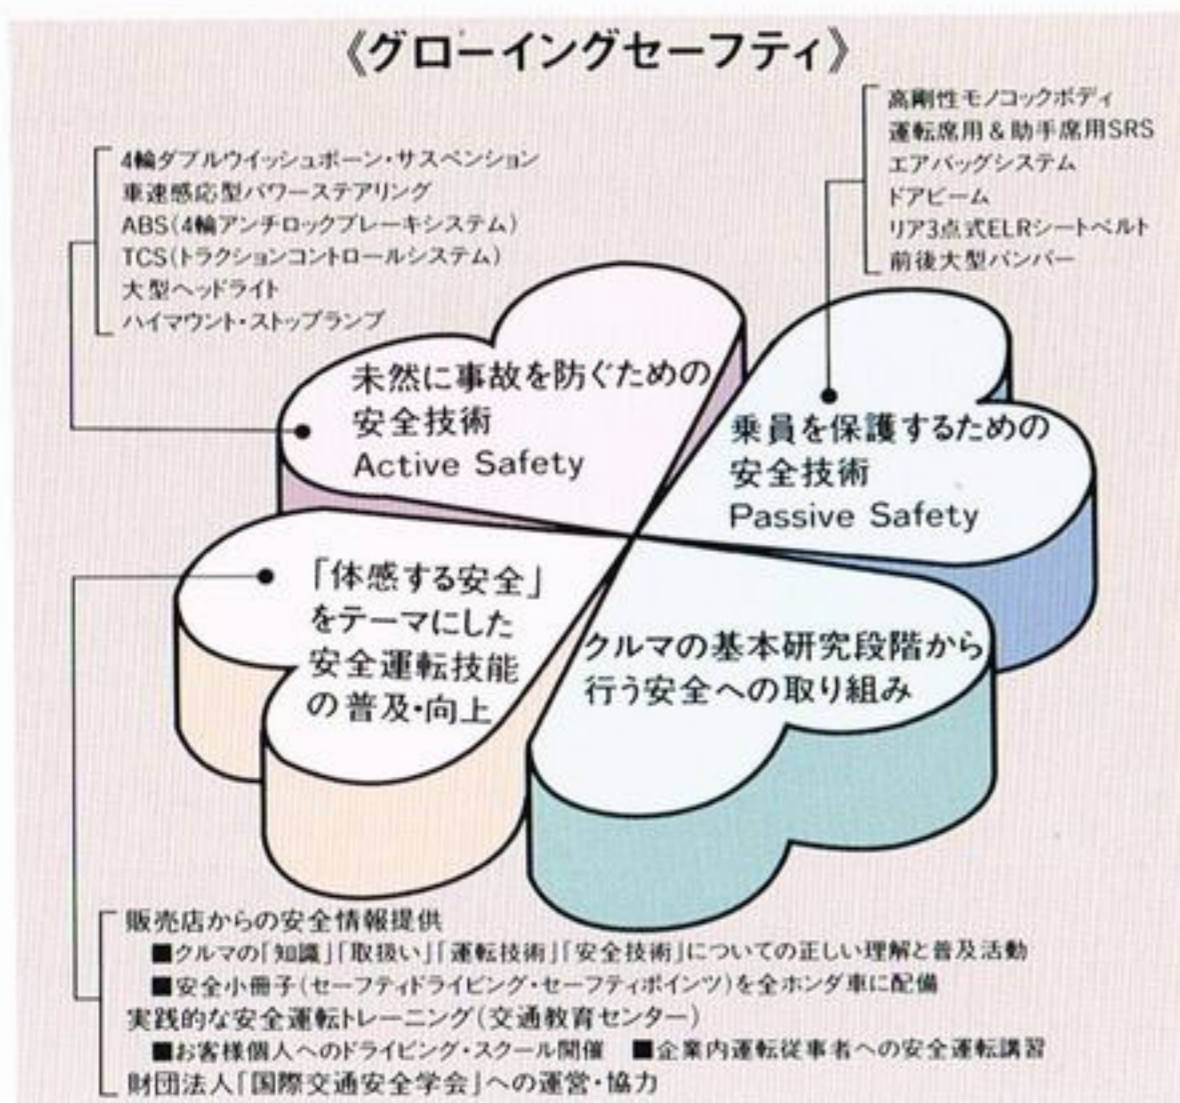 《グローイングセーフティ》
4輪ダブルウイッシュボーン・サスペンション
車速感応型パワーステアリング
ABS(4輪アンチロックブレーキシステム)
TCS(トラクションコントロールシステム)
大型ヘッドライト
ハイマウント・ストップランプ
高剛性モノコックボディ
運転席用&助手席用SRS
エアバッグシステム
ドアビーム
リア3点式ELRシートベルト
前後大型バンパー
未然に事故を防ぐための
安全技術
Active Safety
乗員を保護するための
安全技術
Passive Safety
「体感する安全」
をテーマにした
安全運転技能
の普及・向上
クルマの基本研究段階から
行う安全への取り組み
販売店からの安全情報提供
■クルマの「知識」「取扱い」「運転技術」「安全技術」についての正しい理解と普及活動
■安全小冊子(セーフティドライビング・セーフティポインツ)を全ホンダ車に配備
実践的な安全運転トレーニング(交通教育センター)
■お客様個人へのドライビング・スクール開催 ■企業内運転従事者への安全運転講習
財団法人「国際交通安全学会」への運営・協力